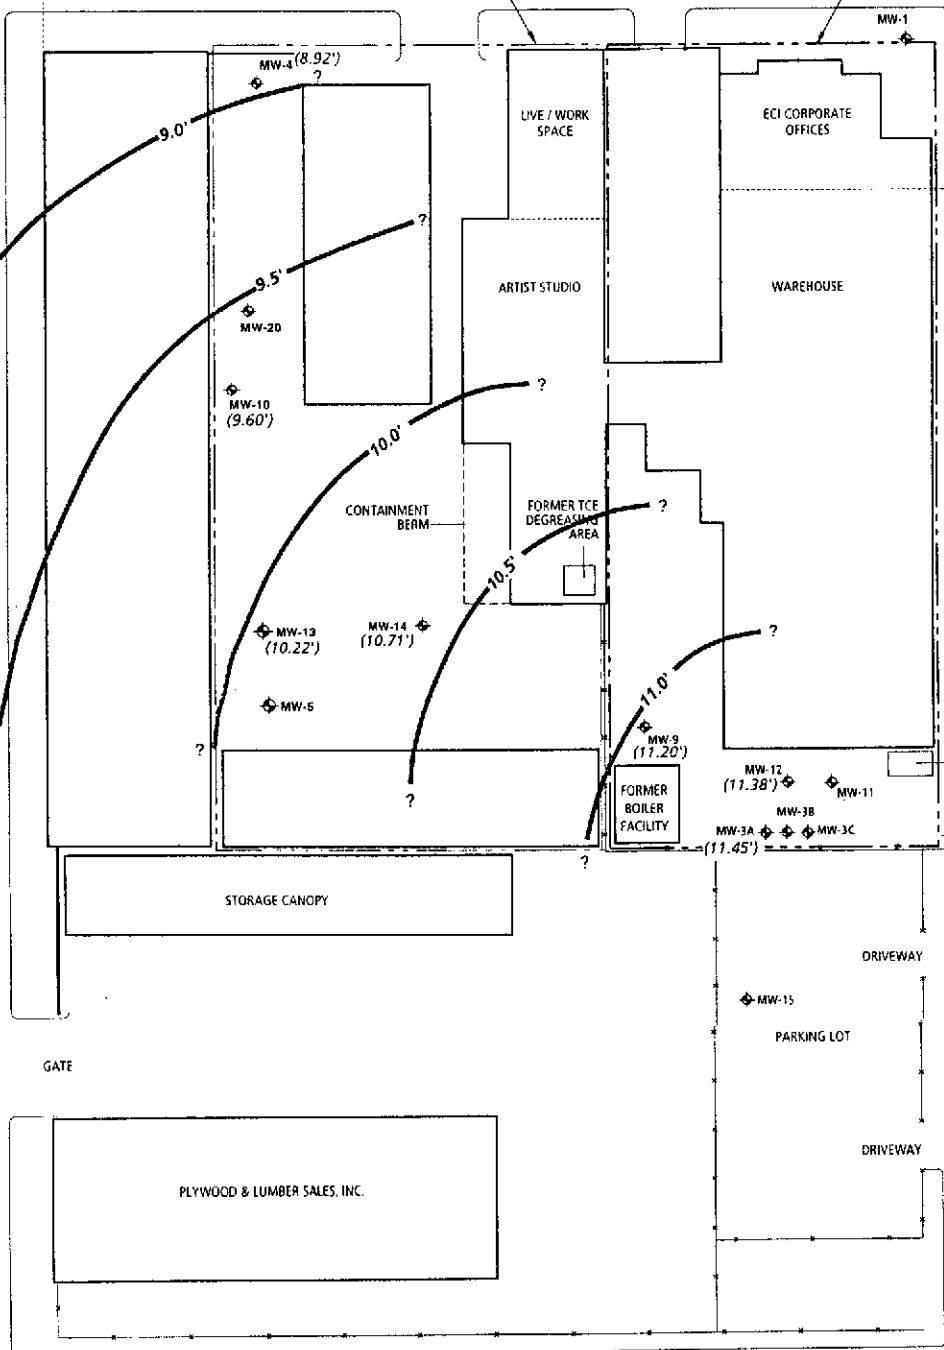 MW-1
MW-4
(8.92')
?
9.0'
LIVE / WORK
SPACE
ECI CORPORATE
OFFICES
?
9.5'
ARTIST STUDIO
WAREHOUSE
MW-20
?
MW-10
(9.60')
10.0'
CONTAINMENT
BERM
FORMER TCE
DEGREASING
AREA
?
10.5'
MW-13
(10.22')
MW-14
(10.71')
?
11.0'
MW-5
MW-9
(11.20')
?
?
MW-12
(11.38')
MW-11
FORMER
BOILER
FACILITY
MW-3B
MW-3A
MW-3C
(11.45')
?
STORAGE CANOPY
DRIVEWAY
MW-15
PARKING LOT
GATE
DRIVEWAY
PLYWOOD & LUMBER SALES, INC.